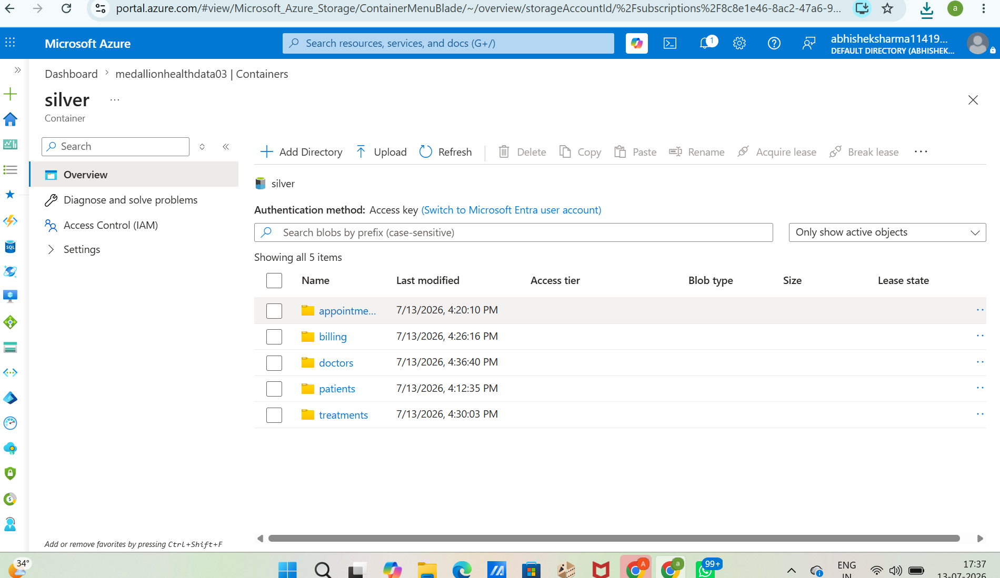 portal.azure.com/#view/Microsoft_Azure_Storage/ContainerMenuBlade/~/overview/storageAccountId/%2Fsubscriptions%2F8c8e1e46-8ac2-47a6-9...
a
Microsoft Azure
Search resources, services, and docs (G+/)
1
abhisheksharma11419...
DEFAULT DIRECTORY (ABHISHEK...
Dashboard > medallionhealthdata03 | Containers
silver ...
Container
Search
Add Directory Upload Refresh Delete Copy Paste Rename Acquire lease Break lease ...
Overview
Diagnose and solve problems
Access Control (IAM)
Settings
silver
Authentication method: Access key (Switch to Microsoft Entra user account)
Search blobs by prefix (case-sensitive)
Only show active objects
Showing all 5 items
Name Last modified Access tier Blob type Size Lease state
appointme... 7/13/2026, 4:20:10 PM
billing 7/13/2026, 4:26:16 PM
doctors 7/13/2026, 4:36:40 PM
patients 7/13/2026, 4:12:35 PM
treatments 7/13/2026, 4:30:03 PM
SQL
Add or remove favorites by pressing Ctrl+Shift+F
34°
A
a
99+
ENG
IN
17:37
13-07-2026